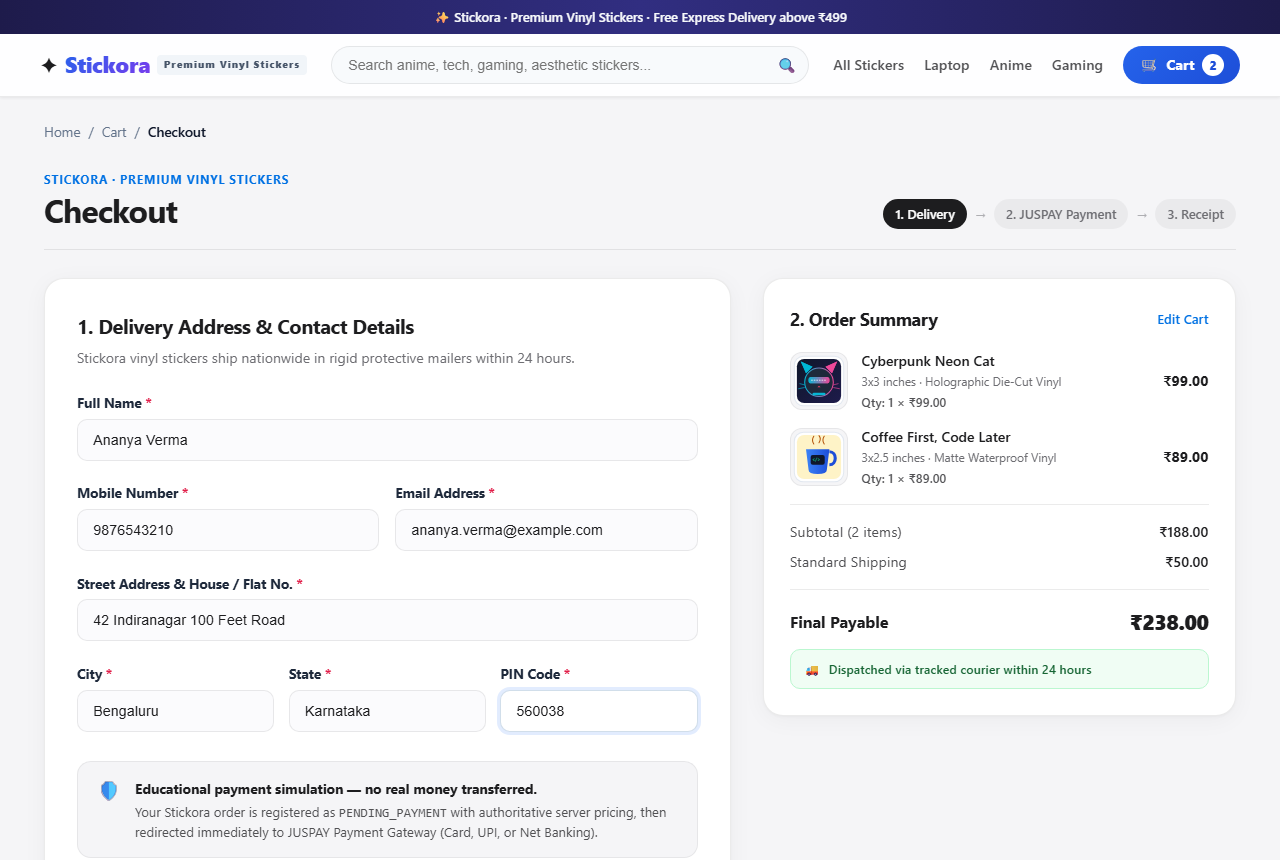 ✨ Stickora · Premium Vinyl Stickers · Free Express Delivery above ₹499
✦ Stickora Premium Vinyl Stickers
Search anime, tech, gaming, aesthetic stickers...
All Stickers Laptop Anime Gaming Cart 2
Home / Cart / Checkout
STICKORA · PREMIUM VINYL STICKERS
Checkout
1. Delivery → 2. JUSPAY Payment → 3. Receipt
1. Delivery Address & Contact Details
Stickora vinyl stickers ship nationwide in rigid protective mailers within 24 hours.
Full Name *
Ananya Verma
Mobile Number * Email Address *
9876543210 ananya.verma@example.com
Street Address & House / Flat No. *
42 Indiranagar 100 Feet Road
City * State * PIN Code *
Bengaluru Karnataka 560038
Educational payment simulation — no real money transferred.
Your Stickora order is registered as PENDING_PAYMENT with authoritative server pricing, then
redirected immediately to JUSPAY Payment Gateway (Card, UPI, or Net Banking).
2. Order Summary Edit Cart
Cyberpunk Neon Cat
3x3 inches · Holographic Die-Cut Vinyl
Qty: 1 × ₹99.00
₹99.00
Coffee First, Code Later
3x2.5 inches · Matte Waterproof Vinyl
Qty: 1 × ₹89.00
₹89.00
Subtotal (2 items) ₹188.00
Standard Shipping ₹50.00
Final Payable ₹238.00
Dispatched via tracked courier within 24 hours